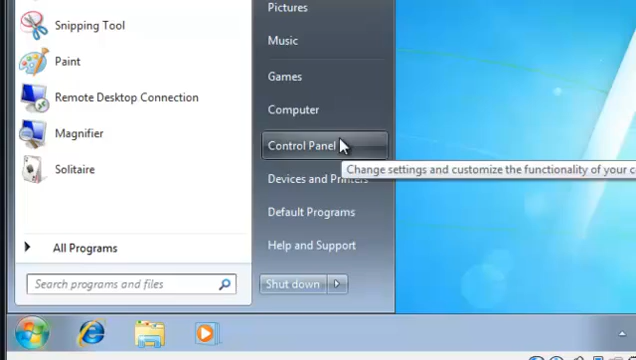 Pictures
Snipping Tool
Music
Paint
Games
Remote Desktop Connection
Computer
Magnifier
Control Panel
Change settings and customize the functionality of your c
Solitaire
Devices and Printers
Default Programs
All Programs
Help and Support
Search programs and files
Shut down